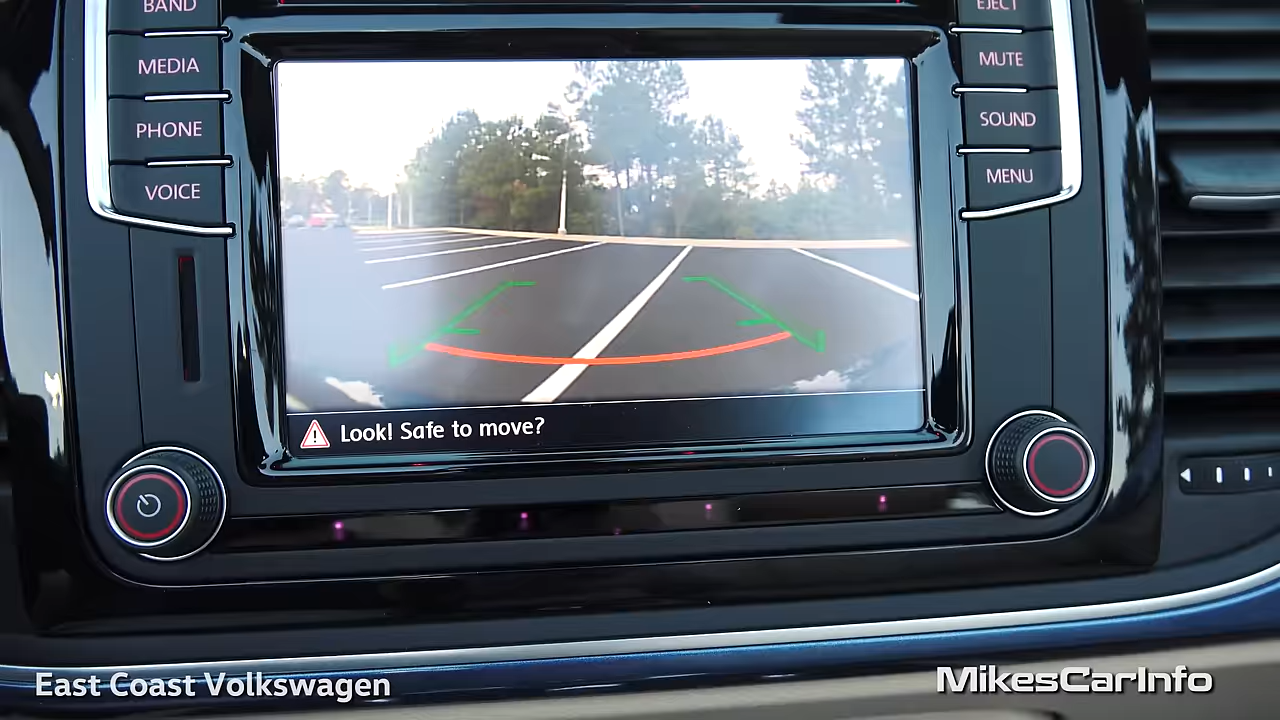 BAND
MEDIA
PHONE
VOICE
EJECT
MUTE
SOUND
MENU
Look! Safe to move?
East Coast Volkswagen
MikesCarInfo